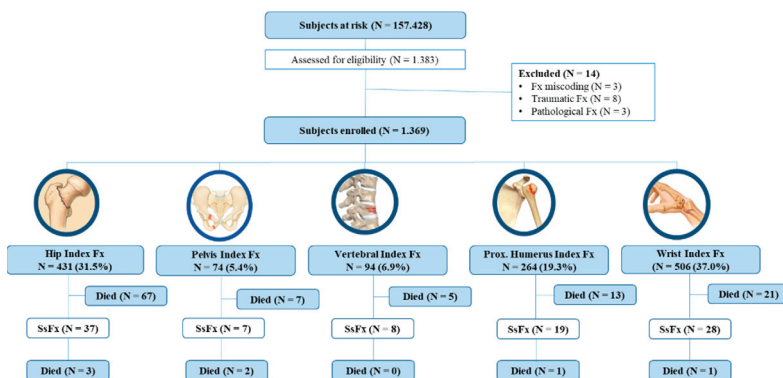 Subjects at risk (N = 157.428)
Assessed for eligibility (N = 1.383)
Excluded (N = 14)
• Fx miscoding (N = 3)
• Traumatic Fx (N = 8)
• Pathological Fx (N = 3)
Subjects enrolled (N = 1.369)
Hip Index Fx
N = 431 (31.5%)
Pelvis Index Fx
N = 74 (5.4%)
Vertebral Index Fx
N = 94 (6.9%)
Prox. Humerus Index Fx
N = 264 (19.3%)
Wrist Index Fx
(N = 506 (37.0%)
Died (N = 67)
Died (N = 7)
Died (N = 5)
Died (N = 13)
Died (N = 21)
SsFx (N = 37)
SsFx (N = 7)
SsFx (N = 8)
SsFx (N = 19)
SsFx (N = 28)
Died (N = 3)
Died (N = 2)
Died (N = 0)
Died (N = 1)
Died (N = 1)